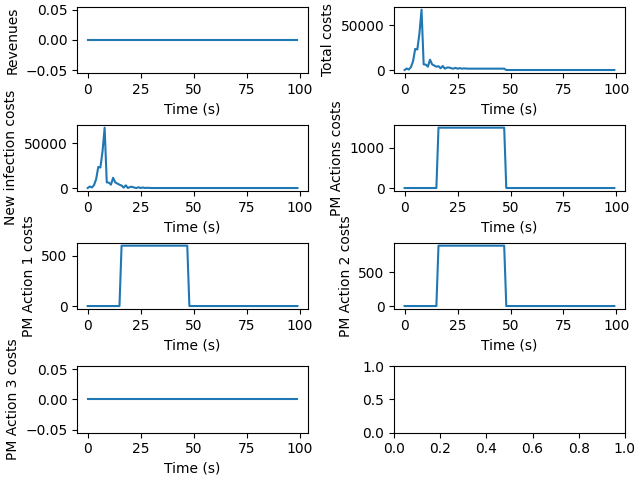 Revenues
0.05
0.00
−0.05
0 25 50 75 100
Time (s)
Total costs
50000
0
0 25 50 75 100
Time (s)
New infection costs
50000
0
0 25 50 75 100
Time (s)
PM Actions costs
1000
0
0 25 50 75 100
Time (s)
PM Action 1 costs
500
0
0 25 50 75 100
Time (s)
PM Action 2 costs
500
0
0 25 50 75 100
Time (s)
PM Action 3 costs
0.05
0.00
−0.05
0 25 50 75 100
Time (s)
1.0
0.5
0.0
0.0 0.2 0.4 0.6 0.8 1.0